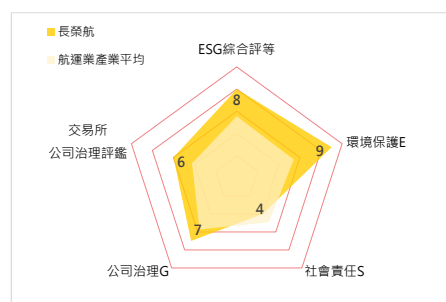 長榮航
航運業產業平均
ESG綜合評等
8
環境保護E
9
交易所
公司治理評鑑
6
4
7
公司治理G
社會責任S